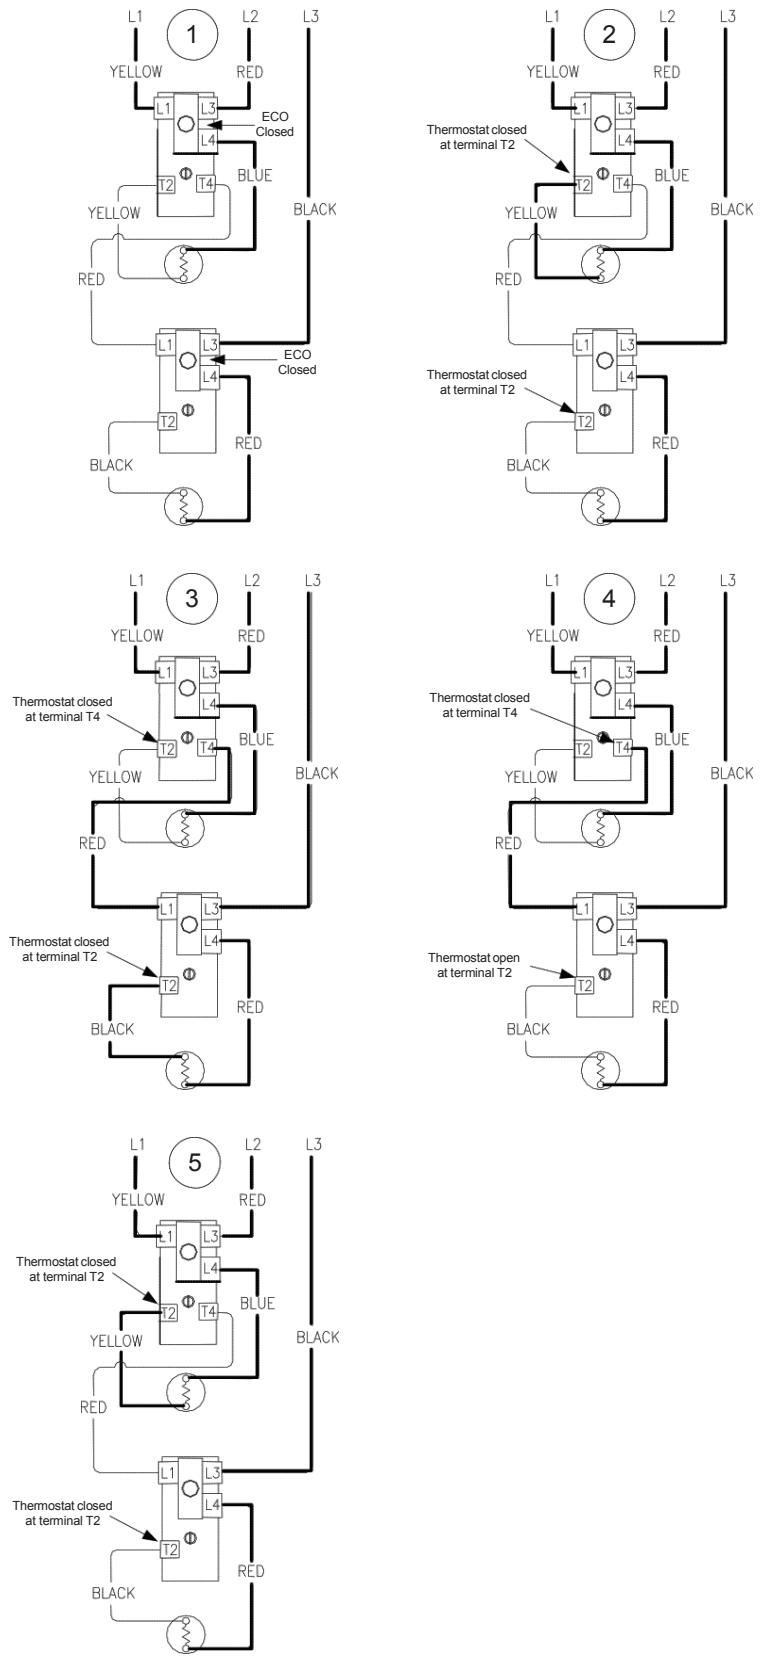 L1
1
L2
L3
YELLOW
RED
L1
L3
ECO
Closed
L4
BLUE
T2
T4
YELLOW
BLACK
RED
L1
L3
ECO
Closed
L4
T2
RED
BLACK
L1
2
L2
L3
YELLOW
RED
L1
L3
Thermostat closed
at terminal T2
L4
BLUE
T2
T4
YELLOW
BLACK
RED
L1
L3
Thermostat closed
at terminal T2
L4
T2
RED
BLACK
L1
3
L2
L3
YELLOW
RED
L1
L3
Thermostat closed
at terminal T4
L4
BLUE
T2
T4
YELLOW
BLACK
RED
L1
L3
Thermostat closed
at terminal T2
L4
T2
RED
BLACK
L1
4
L2
L3
YELLOW
RED
L1
L3
Thermostat closed
at terminal T4
L4
BLUE
T2
T4
YELLOW
BLACK
RED
L1
L3
Thermostat open
at terminal T2
L4
T2
RED
BLACK
L1
5
L2
L3
YELLOW
RED
L1
L3
Thermostat closed
at terminal T2
L4
BLUE
T2
T4
YELLOW
BLACK
RED
L1
L3
Thermostat closed
at terminal T2
L4
T2
RED
BLACK